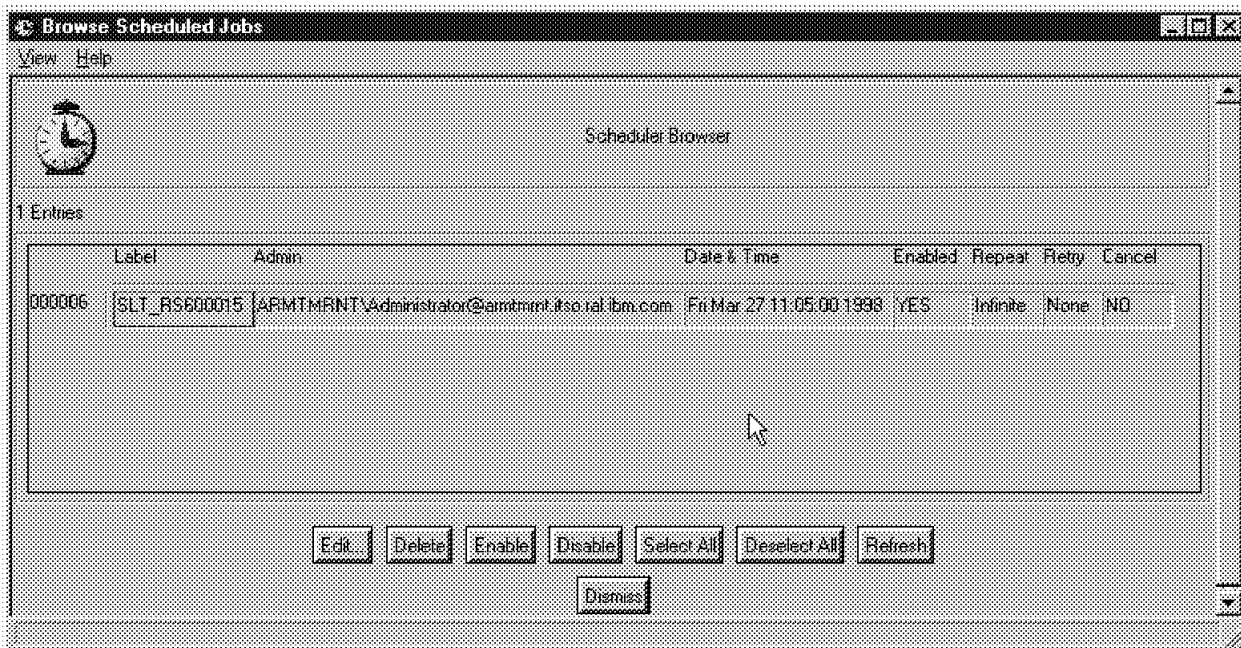 Browse Scheduled Jobs
View Help
Scheduler Browser
1 Entries
Label Admin Date & Time Enabled Repeat Retry Cancel
000006 SLT_RS600015 ARMTMRNT\Administrator@armtmrnt.itso.ral.ibm.com Fri Mar 27 11:05:00 1998 YES Infinite None NO
Edit... Delete Enable Disable Select All Deselect All Refresh
Dismiss